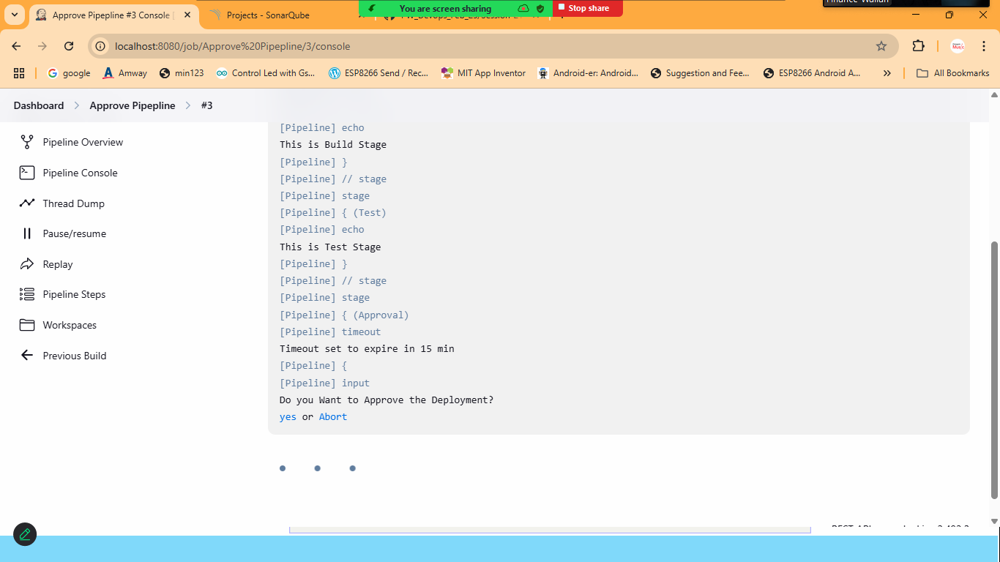 Approve Pipepline #3 Console [
Projects - SonarQube
You are screen sharing
Stop share
localhost:8080/job/Approve%20Pipepline/3/console
google
Amway
min123
Control Led with Gs...
ESP8266 Send / Rec...
MIT App Inventor
Android-er: Android...
Suggestion and Fee...
ESP8266 Android A...
»
All Bookmarks
Dashboard > Approve Pipepline > #3
Pipeline Overview
Pipeline Console
Thread Dump
Pause/resume
Replay
Pipeline Steps
Workspaces
Previous Build
[Pipeline] echo
This is Build Stage
[Pipeline] }
[Pipeline] // stage
[Pipeline] stage
[Pipeline] { (Test)
[Pipeline] echo
This is Test Stage
[Pipeline] }
[Pipeline] // stage
[Pipeline] stage
[Pipeline] { (Approval)
[Pipeline] timeout
Timeout set to expire in 15 min
[Pipeline] {
[Pipeline] input
Do you Want to Approve the Deployment?
yes or Abort